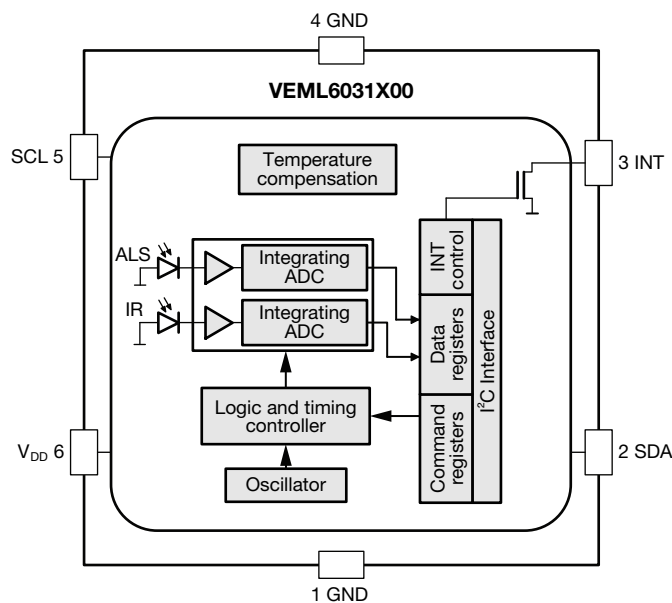 4 GND
VEML6031X00
SCL 5
3 INT
Temperature
compensation
ALS
Integrating
ADC
INT
control
IR
Integrating
ADC
Data
registers
I²C Interface
Logic and timing
controller
Command
registers
V_DD 6
2 SDA
Oscillator
1 GND